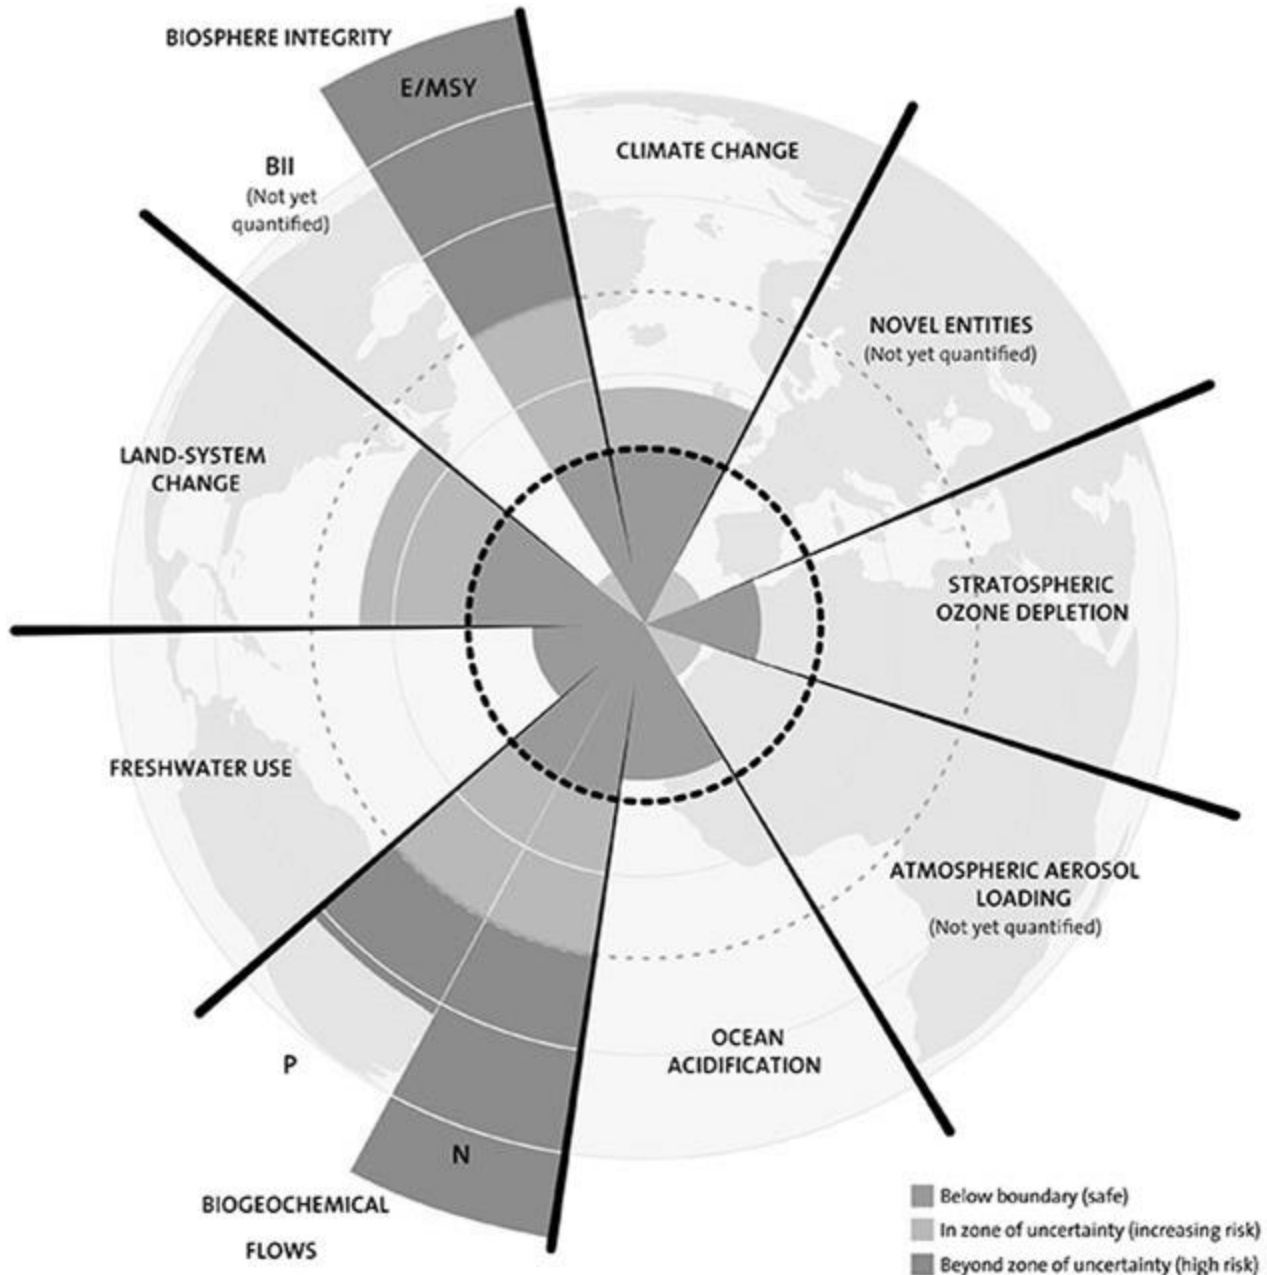 BIOSPHERE INTEGRITY
E/MSY
BII
(Not yet
quantified)
CLIMATE CHANGE
NOVEL ENTITIES
(Not yet quantified)
LAND-SYSTEM
CHANGE
STRATOSPHERIC
OZONE DEPLETION
FRESHWATER USE
ATMOSPHERIC AEROSOL
LOADING
(Not yet quantified)
OCEAN
ACIDIFICATION
P
N
BIOGEOCHEMICAL
FLOWS
Below boundary (safe)
In zone of uncertainty (increasing risk)
Beyond zone of uncertainty (high risk)